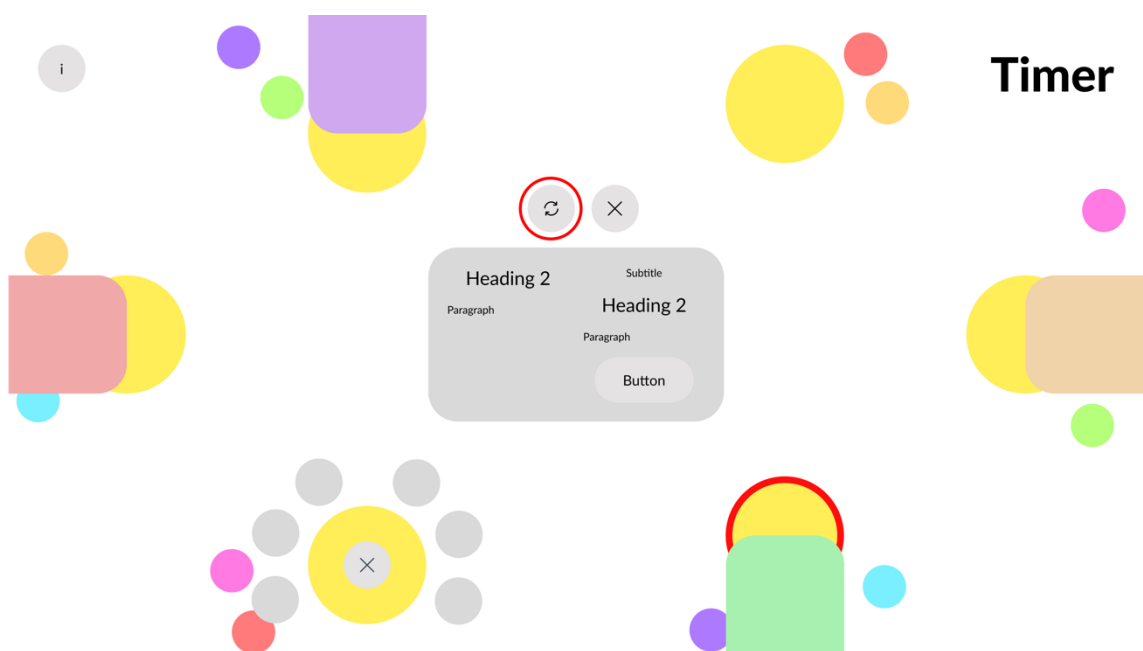 i
Timer
Heading 2
Paragraph
Subtitle
Heading 2
Paragraph
Button